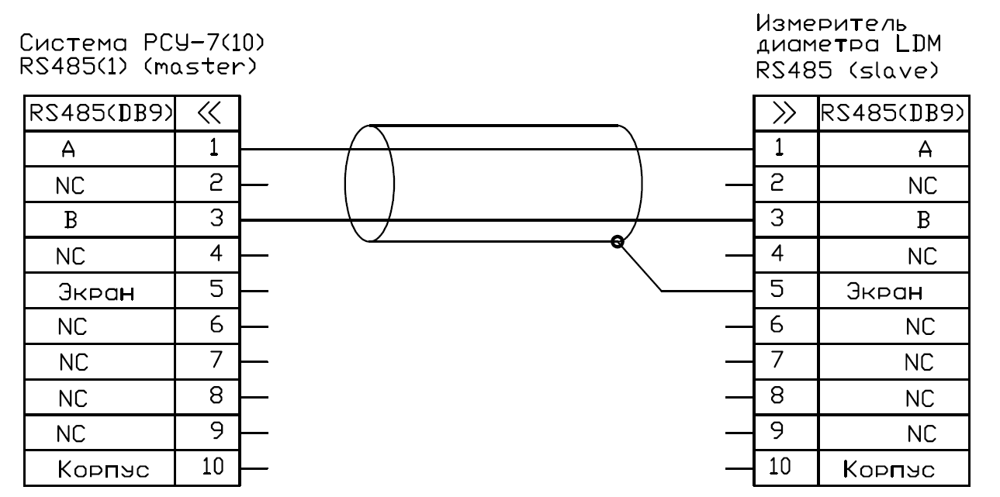 Система РСУ-7(10)
RS485(1) (master)
Измеритель
диаметра LDM
RS485 (slave)
RS485(DB9) <<
A 1
NC 2
B 3
NC 4
Экран 5
NC 6
NC 7
NC 8
NC 9
Корпус 10
>> RS485(DB9)
1 A
2 NC
3 B
4 NC
5 Экран
6 NC
7 NC
8 NC
9 NC
10 Корпус